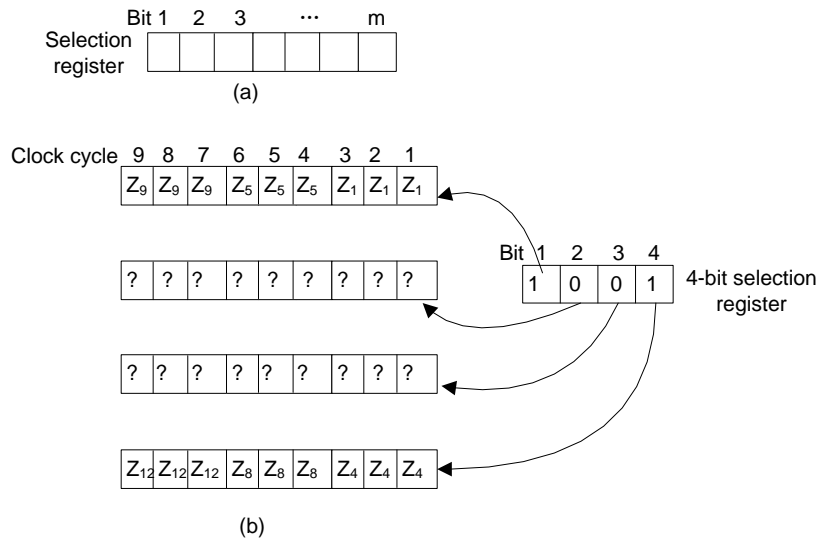 Bit 1 2 3 ... m
Selection register
(a)
Clock cycle 9 8 7 6 5 4 3 2 1
Z9 Z9 Z9 Z5 Z5 Z5 Z1 Z1 Z1
Bit 1 2 3 4
? ? ? ? ? ? ? ? ?
1 0 0 1
4-bit selection
register
? ? ? ? ? ? ? ? ?
Z12 Z12 Z12 Z8 Z8 Z8 Z4 Z4 Z4
(b)